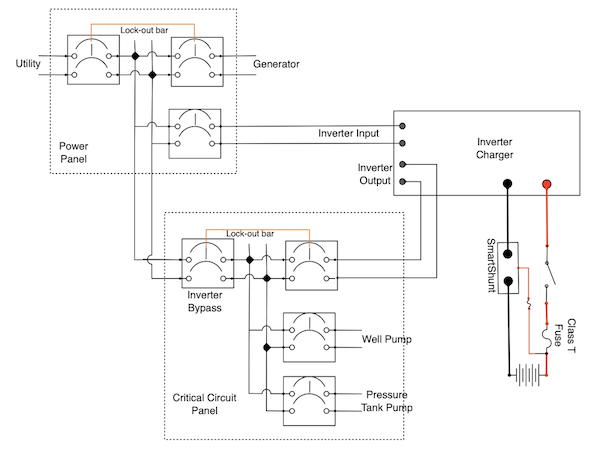 Lock-out bar
Utility
Generator
Inverter Input
Power
Panel
Inverter
Charger
Inverter
Output
Lock-out bar
SmartShunt
Inverter
Bypass
Class T
Fuse
Well Pump
Critical Circuit
Panel
Pressure
Tank Pump